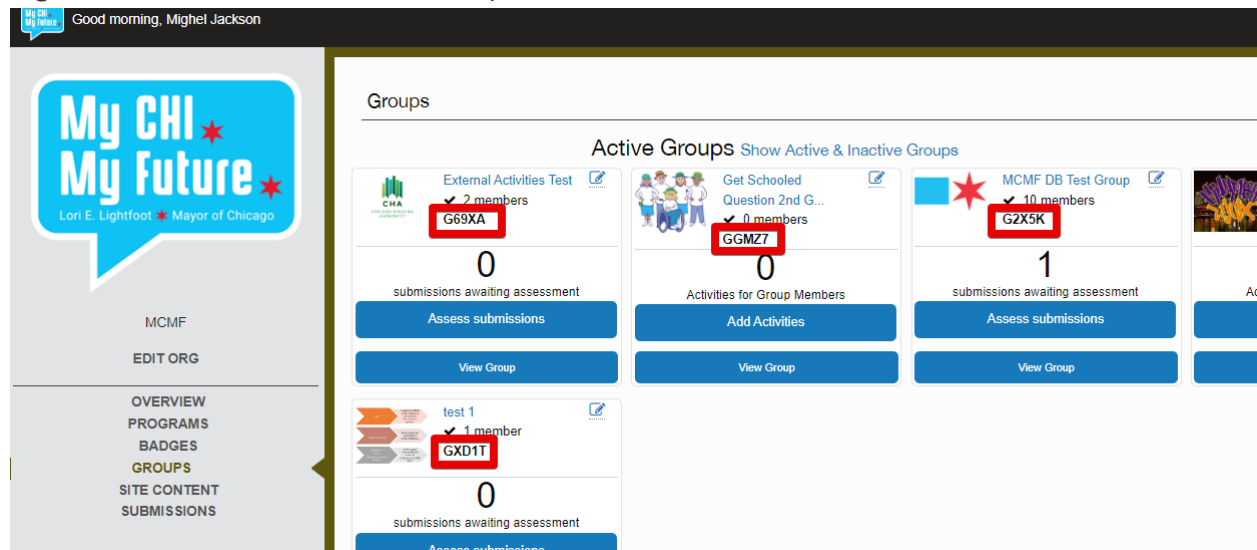 My CHI.
My Future.
Good morning, Mighel Jackson
My CHI
My Future
Lori E. Lightfoot Mayor of Chicago
MCMF
EDIT ORG
OVERVIEW
PROGRAMS
BADGES
GROUPS
SITE CONTENT
SUBMISSIONS
Groups
Active Groups Show Active & Inactive Groups
CHA
CHICAGO HOUSING
AUTHORITY
External Activities Test
✔ 2 members
G69XA
0
submissions awaiting assessment
Assess submissions
View Group
Get Schooled
Question 2nd G...
✔ 0 members
GGMZ7
0
Activities for Group Members
Add Activities
View Group
MCMF DB Test Group
✔ 10 members
G2X5K
1
submissions awaiting assessment
Assess submissions
View Group
test 1
✔ 1 member
GXD1T
0
submissions awaiting assessment
Assess submissions